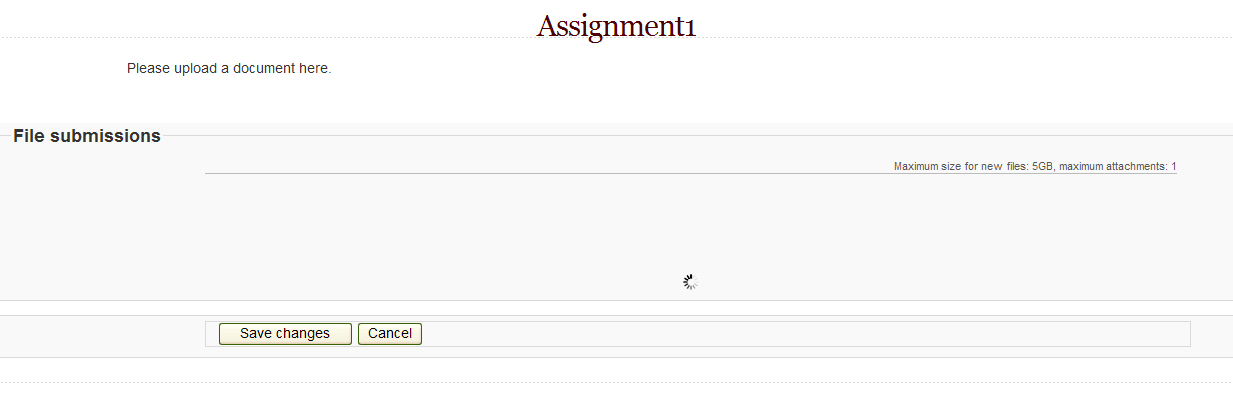 Assignment1
Please upload a document here.
File submissions
Maximum size for new files: 5GB, maximum attachments: 1
Save changes
Cancel